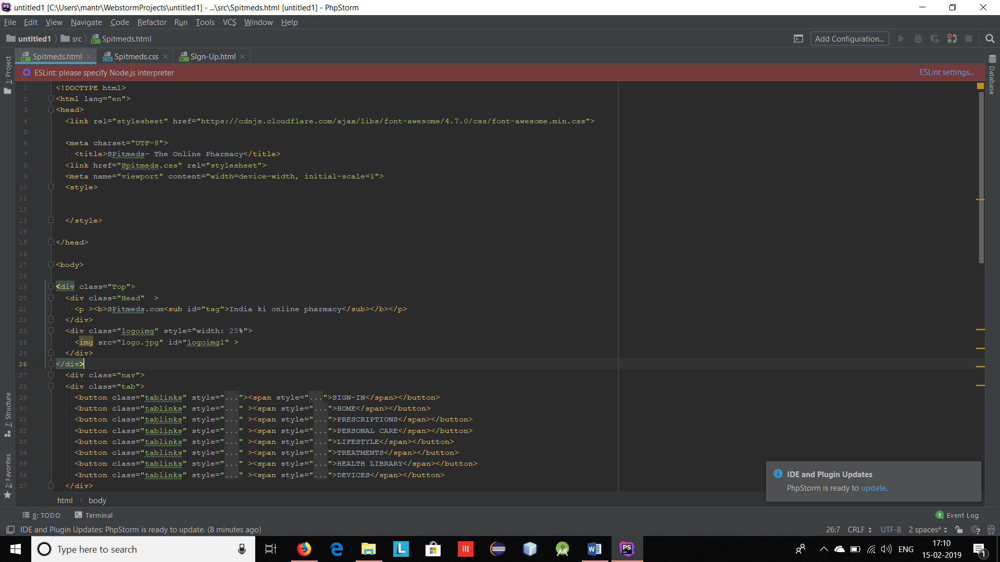 untitled1 [C:\Users\mantr\WebstormProjects\untitled1] - ...\src\Spitmeds.html [untitled1] - PhpStorm
File Edit View Navigate Code Refactor Run Tools VCS Window Help
untitled1 src Spitmeds.html Add Configuration...
Spitmeds.html Spitmeds.css SIgn-Up.html
1: Project
Database
ESLint: please specify Node.js interpreter ESLint settings...
1 <!DOCTYPE html>
2 <html lang="en">
3 <head>
4 <link rel="stylesheet" href="https://cdnjs.cloudflare.com/ajax/libs/font-awesome/4.7.0/css/font-awesome.min.css">
5
6 <meta charset="UTF-8">
7 <title>SPitmeds- The Online Pharmacy</title>
8 <link href="Spitmeds.css" rel="stylesheet">
9 <meta name="viewport" content="width=device-width, initial-scale=1">
10 <style>
11
12
13 </style>
14
15 </head>
16
17 <body>
18
19 <div class="Top">
20 <div class="Head"  >
21 <p ><b>SPitmeds.com<sub id="tag">India ki online pharmacy</sub></b></p>
22 </div>
23 <div class="logoimg" style="width: 25%">
24 <img src="logo.jpg" id="logoimg1" >
25 </div>
26 </div>
27 <div class="nav">
28 <div class="tab">
29 <button class="tablinks" style="..."><span style="...">SIGN-IN</span></button>
30 <button class="tablinks" style="..." ><span style="...">HOME</span></button>
31 <button class="tablinks" style="..." ><span style="...">PRESCRIPTIONS</span></button>
32 <button class="tablinks" style="..." ><span style="...">PERSONAL CARE</span></button>
33 <button class="tablinks" style="..." ><span style="...">LIFESTYLE</span></button>
34 <button class="tablinks" style="..." ><span style="...">TREATMENTS</span></button>
35 <button class="tablinks" style="..." ><span style="...">HEALTH LIBRARY</span></button>
36 <button class="tablinks" style="..." ><span style="...">DEVICES</span></button>
37 </div>
7: Structure
2: Favorites
IDE and Plugin Updates
PhpStorm is ready to update.
html body
6: TODO Terminal 1 Event Log
IDE and Plugin Updates: PhpStorm is ready to update. (8 minutes ago) 26:7 CRLF UTF-8 2 spaces*
Type here to search L PS ENG 17:10
15-02-2019 1